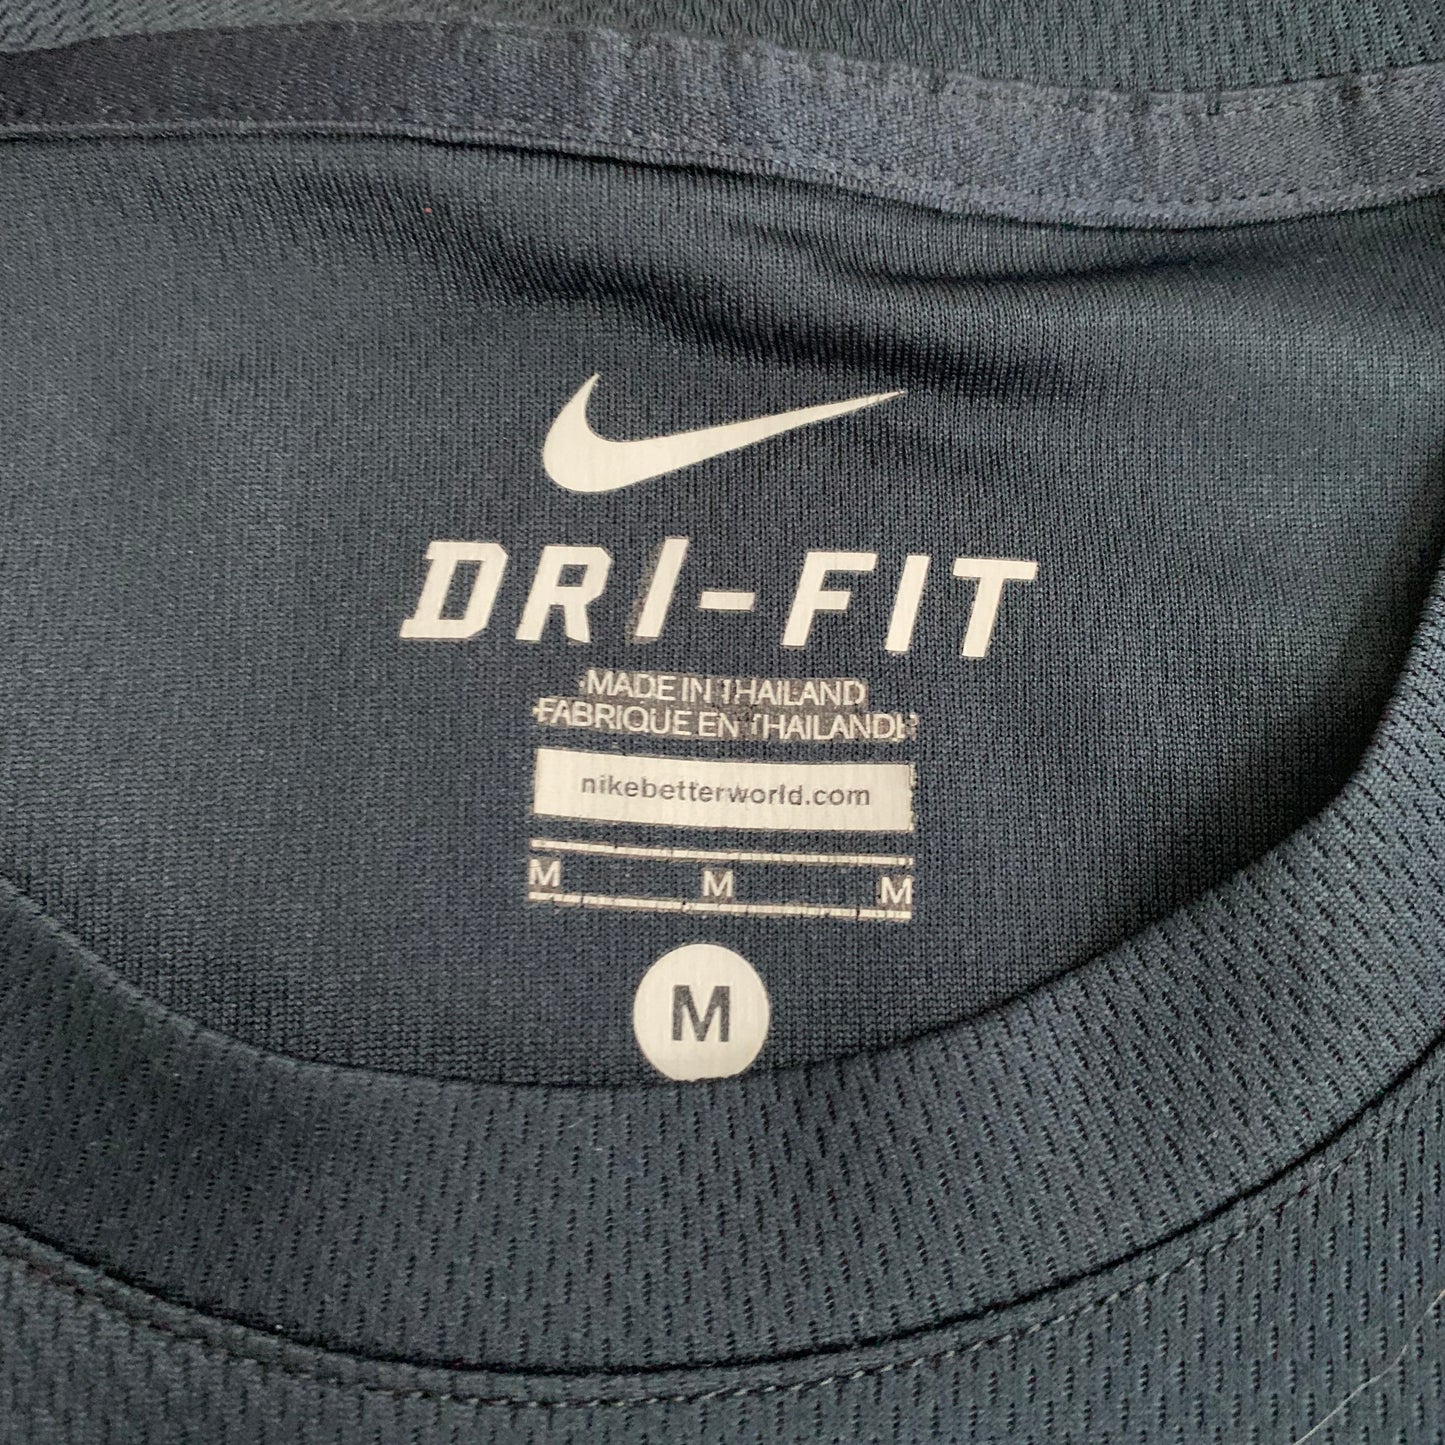 DRI-FIT
MADE IN THAILAND
FABRIQUE EN THAILANDE
nikebetterworld.com
M M M
M